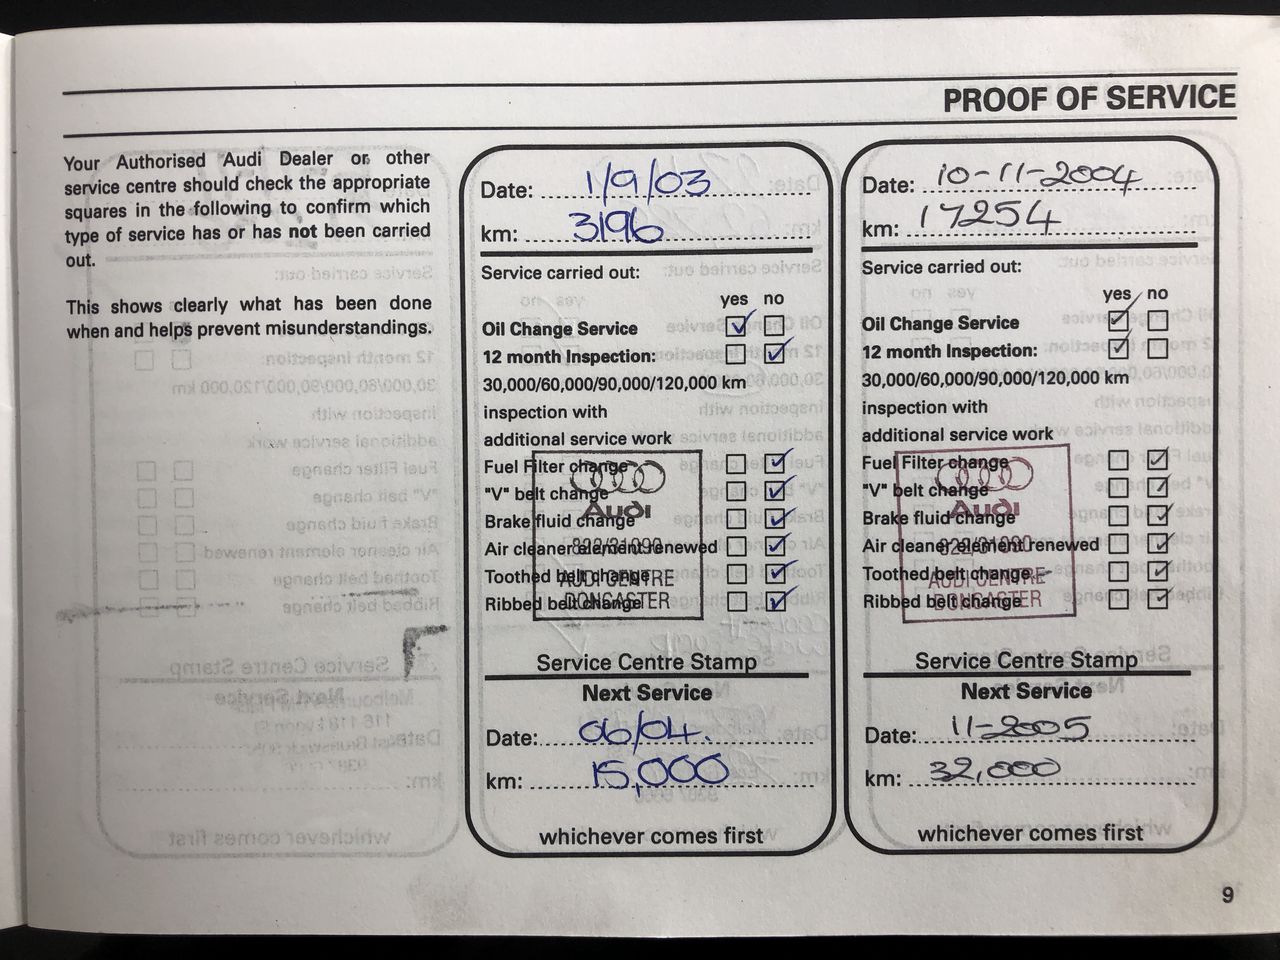 PROOF OF SERVICE
Your Authorised Audi Dealer or other
service centre should check the appropriate
squares in the following to confirm which
type of service has or has not been carried
out.
This shows clearly what has been done
when and helps prevent misunderstandings.
Date: 1/9/03
km: 3196
Service carried out:
yes no
Oil Change Service
12 month Inspection:
30,000/60,000/90,000/120,000 km
inspection with
additional service work
Fuel Filter change
"V" belt change
Audi
Brake fluid change
Air cleaner element renewed
Toothed belt change
AUDI CENTRE
Ribbed belt change
DONCASTER
Service Centre Stamp
Next Service
Date: 06/04.
km: 15,000
whichever comes first
Date: 10-11-2004
km: 17254
Service carried out:
yes no
Oil Change Service
12 month Inspection:
30,000/60,000/90,000/120,000 km
inspection with
additional service work
Fuel Filter change
"V" belt change
Audi
Brake fluid change
Air cleaner element renewed
Toothed belt change
AUDI CENTRE
Ribbed belt change
DONCASTER
Service Centre Stamp
Next Service
Date: 11-2005
km: 32,000
whichever comes first
9